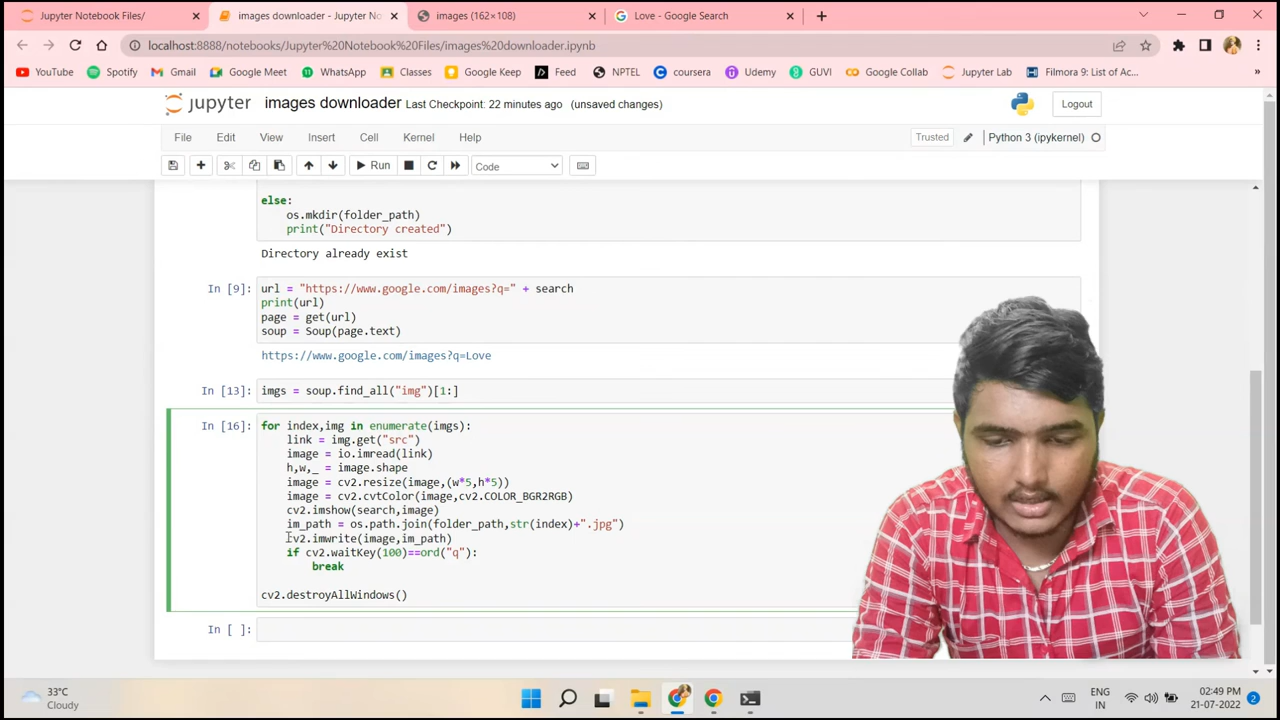 Jupyter Notebook Files/
images downloader - Jupyter No
images (162×108)
Love - Google Search
localhost:8888/notebooks/Jupyter%20Notebook%20Files/images%20downloader.ipynb
YouTube Spotify Gmail Google Meet WhatsApp Classes Google Keep Feed NPTEL coursera Udemy GUVI Google Collab Jupyter Lab Filmora 9: List of Ac... »
jupyter images downloader Last Checkpoint: 22 minutes ago (unsaved changes) Logout
File Edit View Insert Cell Kernel Help Trusted Python 3 (ipykernel)
Run Code
else:
os.mkdir(folder_path)
print("Directory created")
Directory already exist
In [9]: url = "https://www.google.com/images?q=" + search
print(url)
page = get(url)
soup = Soup(page.text)
https://www.google.com/images?q=Love
In [13]: imgs = soup.find_all("img")[1:]
In [16]: for index,img in enumerate(imgs):
link = img.get("src")
image = io.imread(link)
h,w,_ = image.shape
image = cv2.resize(image,(w*5,h*5))
image = cv2.cvtColor(image,cv2.COLOR_BGR2RGB)
cv2.imshow(search,image)
im_path = os.path.join(folder_path,str(index)+".jpg")
cv2.imwrite(image,im_path)
if cv2.waitKey(100)==ord("q"):
break
cv2.destroyAllWindows()
In [ ]:
33°C
Cloudy
ENG
IN
02:49 PM
21-07-2022
2